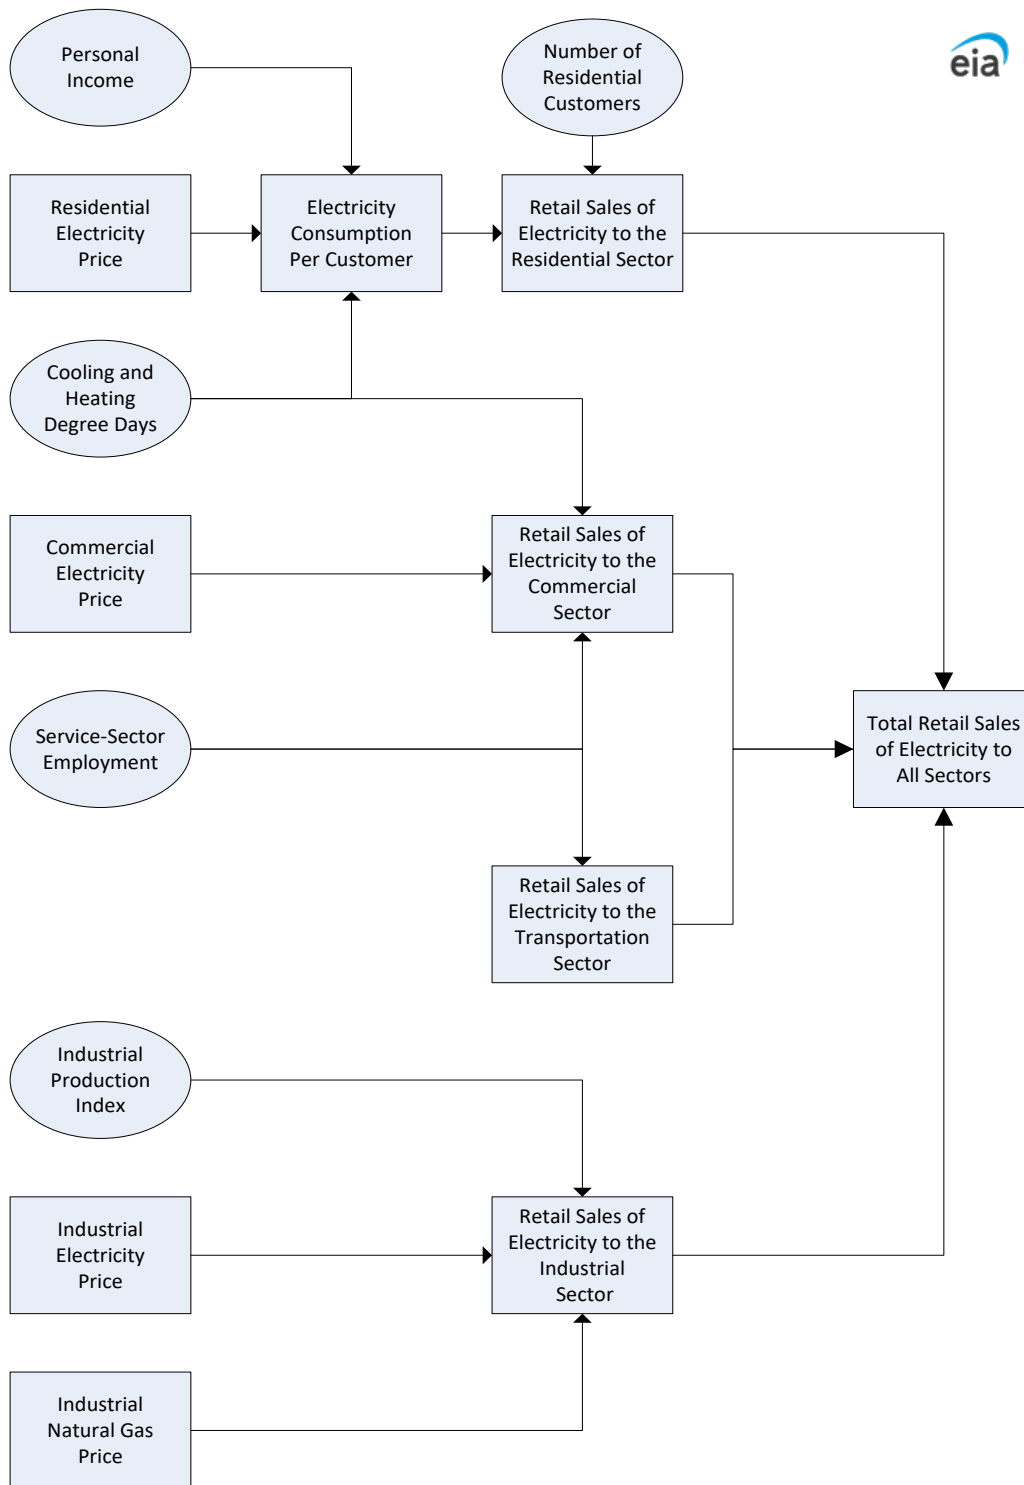 Personal
Income
Number of
Residential
Customers
eia
Residential
Electricity
Price
Electricity
Consumption
Per Customer
Retail Sales of
Electricity to the
Residential Sector
Cooling and
Heating
Degree Days
Commercial
Electricity
Price
Retail Sales of
Electricity to the
Commercial
Sector
Service-Sector
Employment
Total Retail Sales
of Electricity to
All Sectors
Retail Sales of
Electricity to the
Transportation
Sector
Industrial
Production
Index
Industrial
Electricity
Price
Retail Sales of
Electricity to the
Industrial
Sector
Industrial
Natural Gas
Price